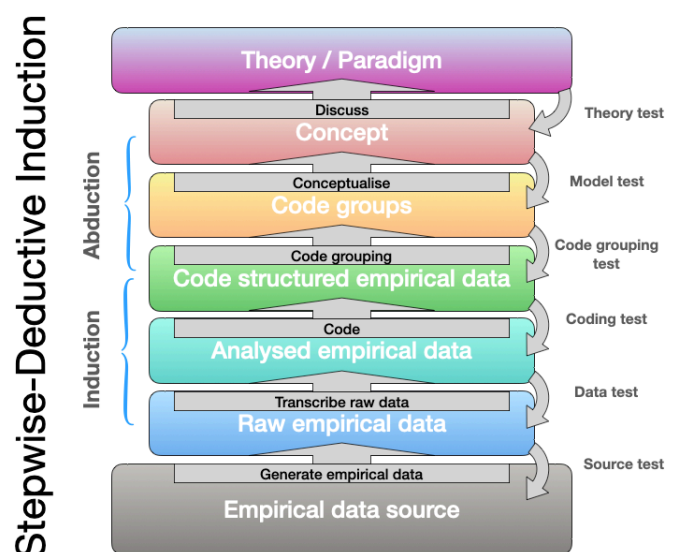 Stepwise-Deductive Induction
Theory / Paradigm
Discuss
Theory test
Concept
Abduction
Conceptualise
Model test
Code groups
Code grouping
Code grouping
test
Code structured empirical data
Induction
Code
Coding test
Analysed empirical data
Transcribe raw data
Data test
Raw empirical data
Generate empirical data
Source test
Empirical data source